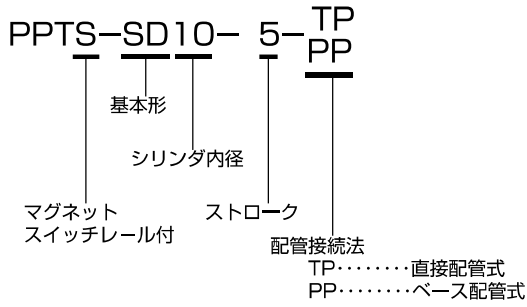 PPTS－SD10－ 5－TP
PP
基本形
シリンダ内径
マグネット
スイッチレール付
ストローク
配管接続法
TP････････直接配管式
PP････････ベース配管式